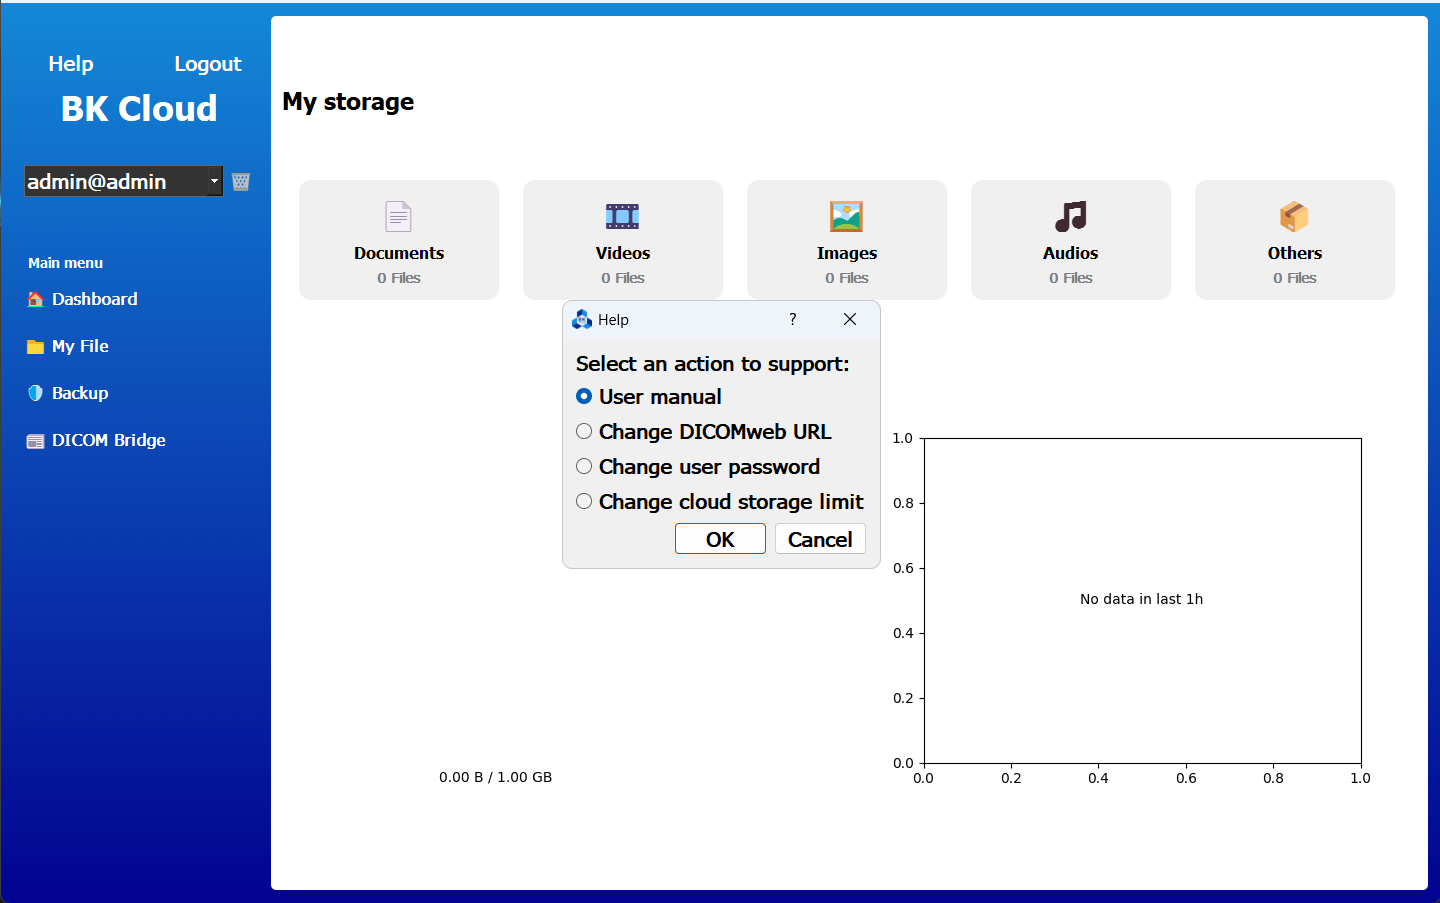 Help
Logout
BK Cloud
admin@admin
Main menu
Dashboard
My File
Backup
DICOM Bridge
My storage
Documents
0 Files
Videos
0 Files
Images
0 Files
Audios
0 Files
Others
0 Files
BK
Help
?
Select an action to support:
User manual
Change DICOMweb URL
Change user password
Change cloud storage limit
OK
Cancel
0.00 B / 1.00 GB
1.0
0.8
0.6
0.4
0.2
0.0
No data in last 1h
0.0
0.2
0.4
0.6
0.8
1.0